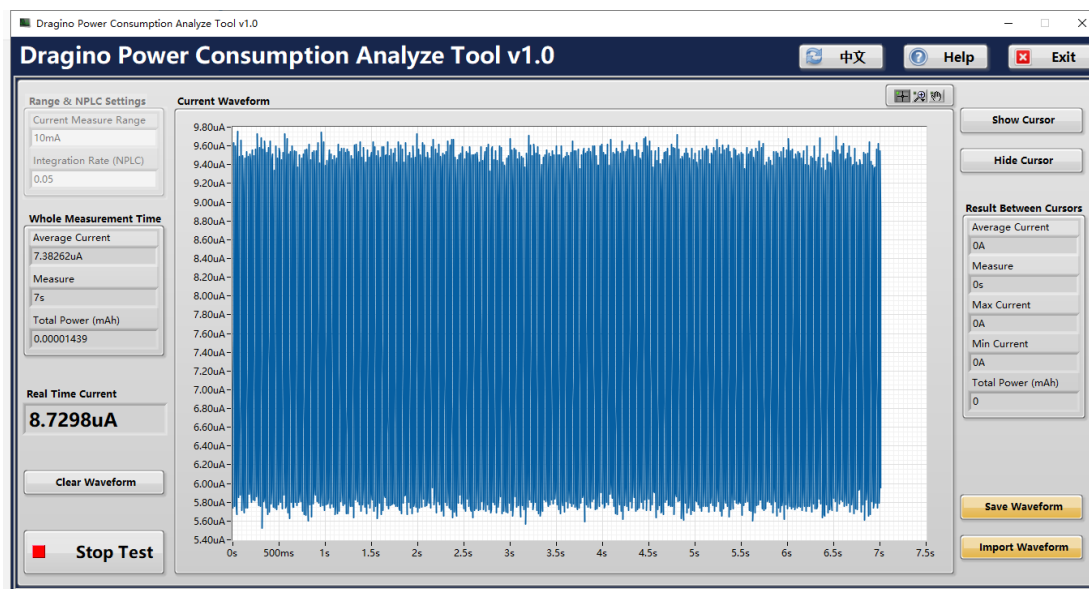 Dragino Power Consumption Analyze Tool v1.0
Dragino Power Consumption Analyze Tool v1.0
中文
Help
Exit
Range & NPLC Settings
Current Measure Range
10mA
Integration Rate (NPLC)
0.05
Whole Measurement Time
Average Current
7.38262uA
Measure
7s
Total Power (mAh)
0.00001439
Real Time Current
8.7298uA
Clear Waveform
Stop Test
Current Waveform
9.80uA
9.60uA
9.40uA
9.20uA
9.00uA
8.80uA
8.60uA
8.40uA
8.20uA
8.00uA
7.80uA
7.60uA
7.40uA
7.20uA
7.00uA
6.80uA
6.60uA
6.40uA
6.20uA
6.00uA
5.80uA
5.60uA
5.40uA
0s 500ms 1s 1.5s 2s 2.5s 3s 3.5s 4s 4.5s 5s 5.5s 6s 6.5s 7s 7.5s
Show Cursor
Hide Cursor
Result Between Cursors
Average Current
0A
Measure
0s
Max Current
0A
Min Current
0A
Total Power (mAh)
0
Save Waveform
Import Waveform